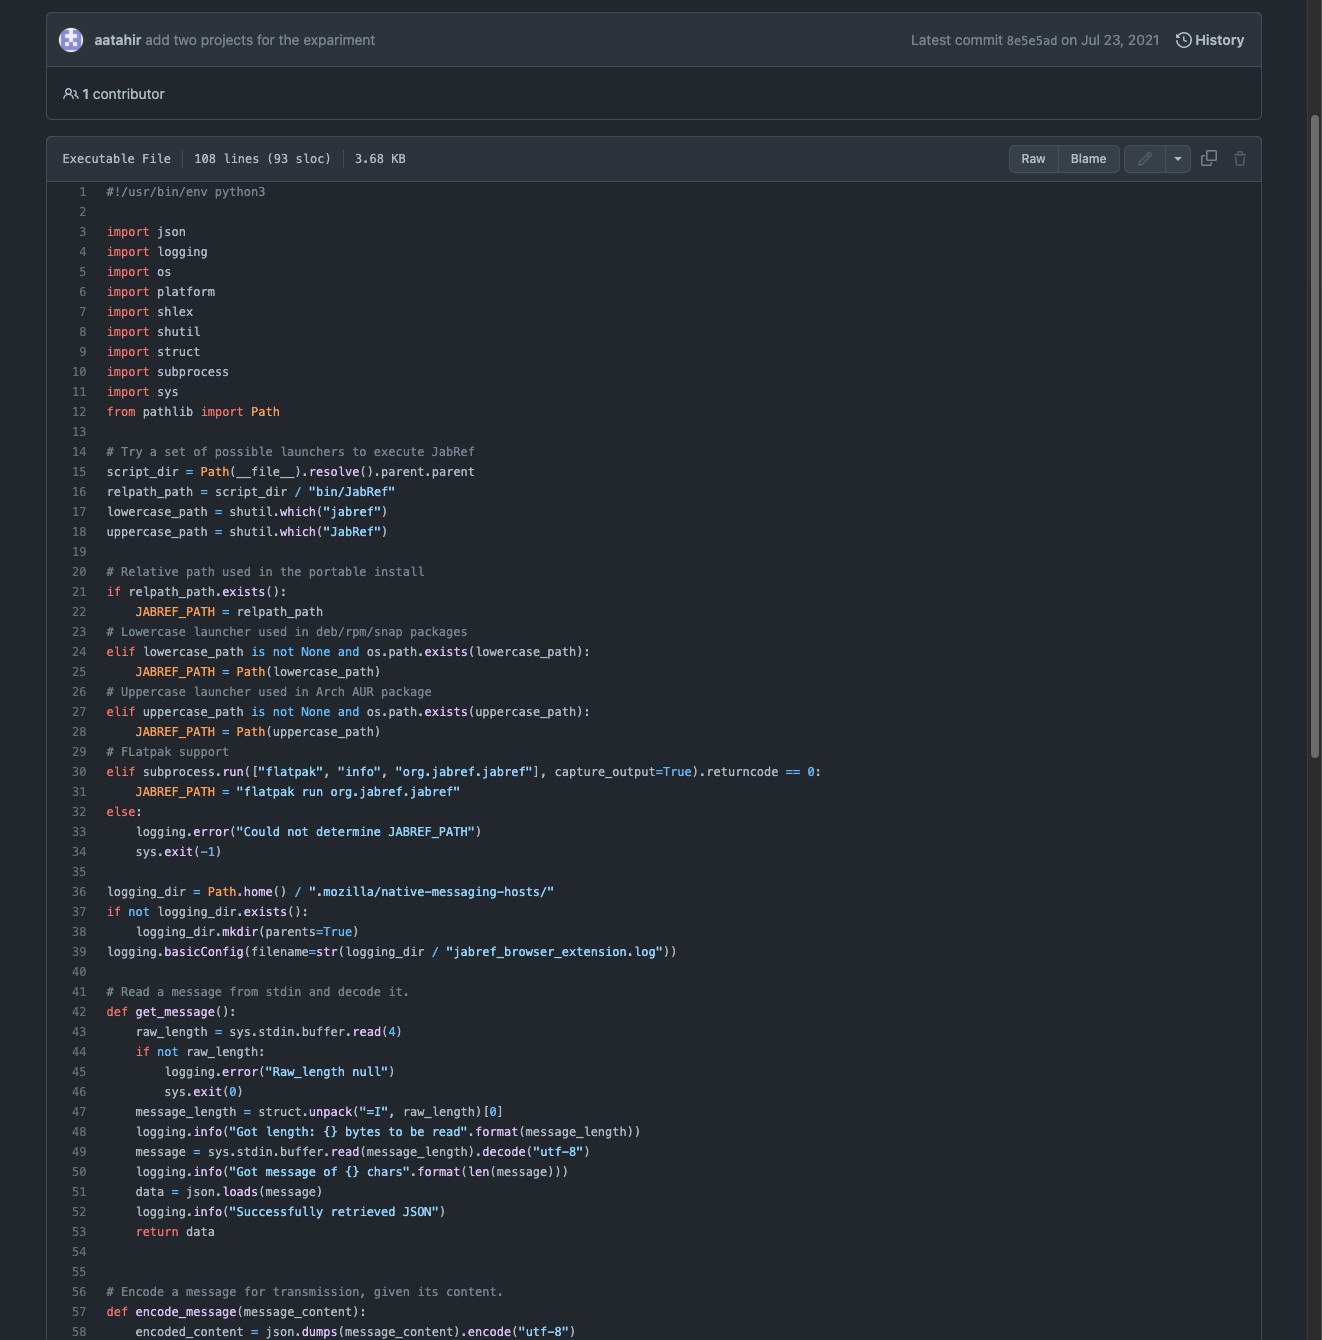 aatahir add two projects for the expariment
Latest commit 8e5e5ad on Jul 23, 2021 History
1 contributor
Executable File 108 lines (93 sloc) 3.68 KB
Raw Blame
1 #!/usr/bin/env python3
2
3 import json
4 import logging
5 import os
6 import platform
7 import shlex
8 import shutil
9 import struct
10 import subprocess
11 import sys
12 from pathlib import Path
13
14 # Try a set of possible launchers to execute JabRef
15 script_dir = Path(__file__).resolve().parent.parent
16 relpath_path = script_dir / "bin/JabRef"
17 lowercase_path = shutil.which("jabref")
18 uppercase_path = shutil.which("JabRef")
19
20 # Relative path used in the portable install
21 if relpath_path.exists():
22     JABREF_PATH = relpath_path
23 # Lowercase launcher used in deb/rpm/snap packages
24 elif lowercase_path is not None and os.path.exists(lowercase_path):
25     JABREF_PATH = Path(lowercase_path)
26 # Uppercase launcher used in Arch AUR package
27 elif uppercase_path is not None and os.path.exists(uppercase_path):
28     JABREF_PATH = Path(uppercase_path)
29 # FLatpak support
30 elif subprocess.run(["flatpak", "info", "org.jabref.jabref"], capture_output=True).returncode == 0:
31     JABREF_PATH = "flatpak run org.jabref.jabref"
32 else:
33     logging.error("Could not determine JABREF_PATH")
34     sys.exit(-1)
35
36 logging_dir = Path.home() / ".mozilla/native-messaging-hosts/"
37 if not logging_dir.exists():
38     logging_dir.mkdir(parents=True)
39 logging.basicConfig(filename=str(logging_dir / "jabref_browser_extension.log"))
40
41 # Read a message from stdin and decode it.
42 def get_message():
43     raw_length = sys.stdin.buffer.read(4)
44     if not raw_length:
45         logging.error("Raw_length null")
46         sys.exit(0)
47     message_length = struct.unpack("=I", raw_length)[0]
48     logging.info("Got length: {} bytes to be read".format(message_length))
49     message = sys.stdin.buffer.read(message_length).decode("utf-8")
50     logging.info("Got message of {} chars".format(len(message)))
51     data = json.loads(message)
52     logging.info("Successfully retrieved JSON")
53     return data
54
55
56 # Encode a message for transmission, given its content.
57 def encode_message(message_content):
58     encoded_content = json.dumps(message_content).encode("utf-8")